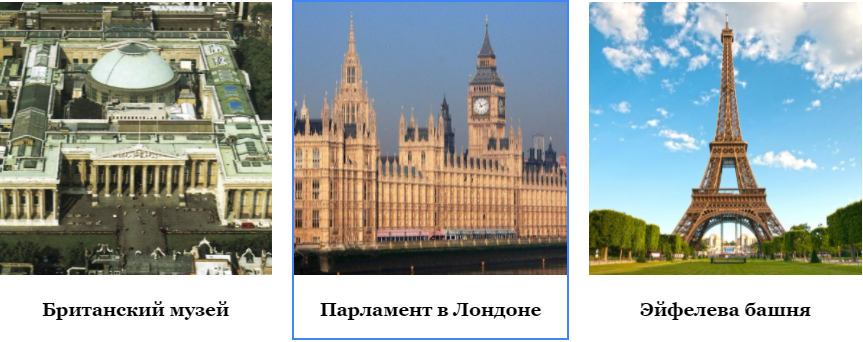 Британский музей
Парламент в Лондоне
Эйфелева башня